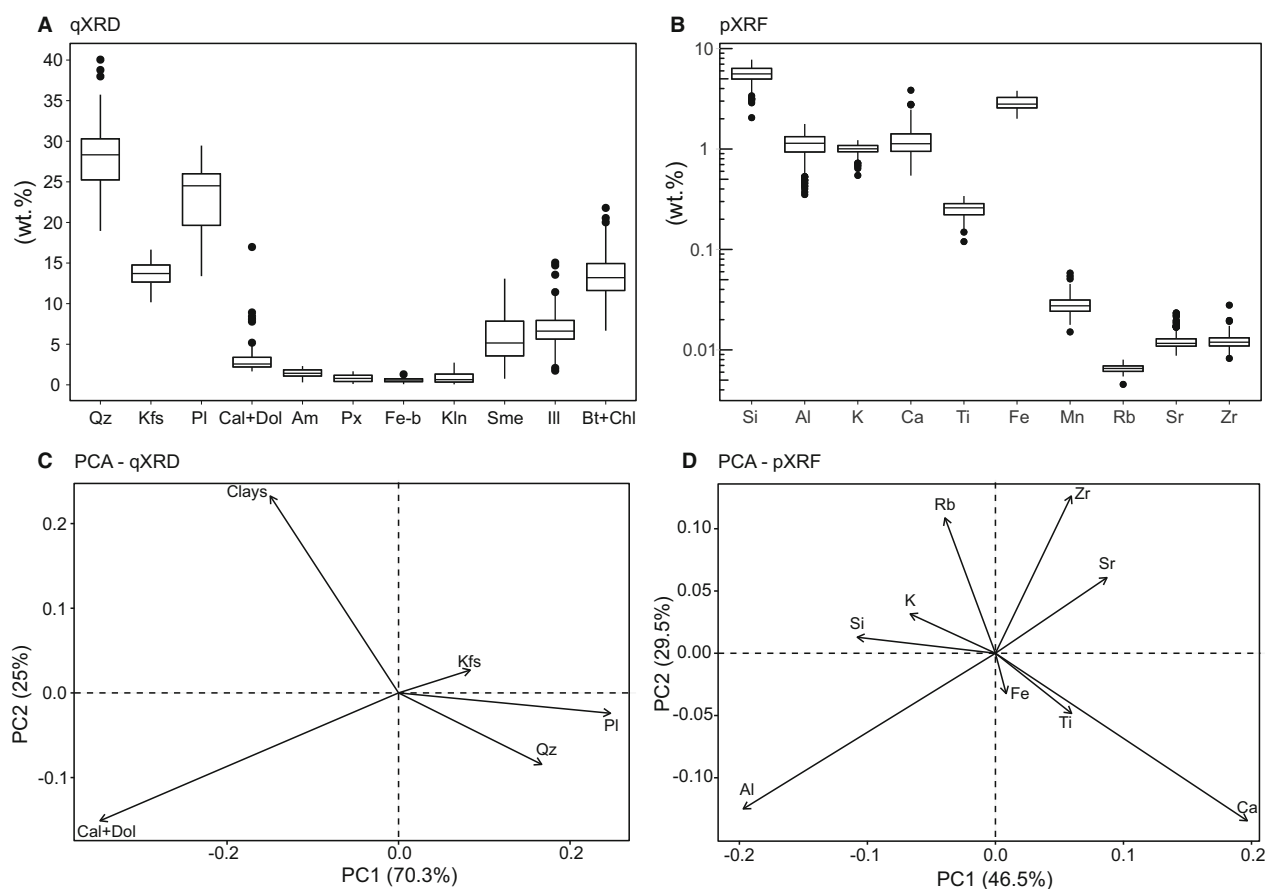 A qXRD
(wt.%)
40
35
30
25
20
15
10
5
0
Qz Kfs Pl Cal+Dol Am Px Fe-b Kln Sme Ill Bt+Chl
B pXRF
(wt.%)
10
1
0.1
0.01
Si Al K Ca Ti Fe Mn Rb Sr Zr
C PCA - qXRD
PC2 (25%)
0.2
0.1
0.0
-0.1
Clays
Kfs
Pl
Qz
Cal+Dol
-0.2 0.0 0.2
PC1 (70.3%)
D PCA - pXRF
PC2 (29.5%)
0.10
0.05
0.00
-0.05
-0.10
Zr
Rb
Sr
K
Si
Fe
Ti
Al
Ca
-0.2 -0.1 0.0 0.1 0.2
PC1 (46.5%)